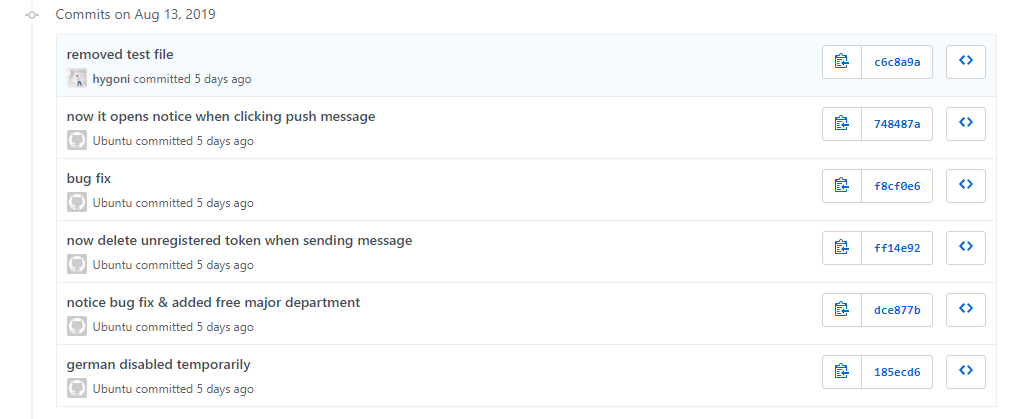 Commits on Aug 13, 2019
removed test file
c6c8a9a
hygoni committed 5 days ago
now it opens notice when clicking push message
748487a
Ubuntu committed 5 days ago
bug fix
f8cf0e6
Ubuntu committed 5 days ago
now delete unregistered token when sending message
ff14e92
Ubuntu committed 5 days ago
notice bug fix & added free major department
dce877b
Ubuntu committed 5 days ago
german disabled temporarily
185ecd6
Ubuntu committed 5 days ago